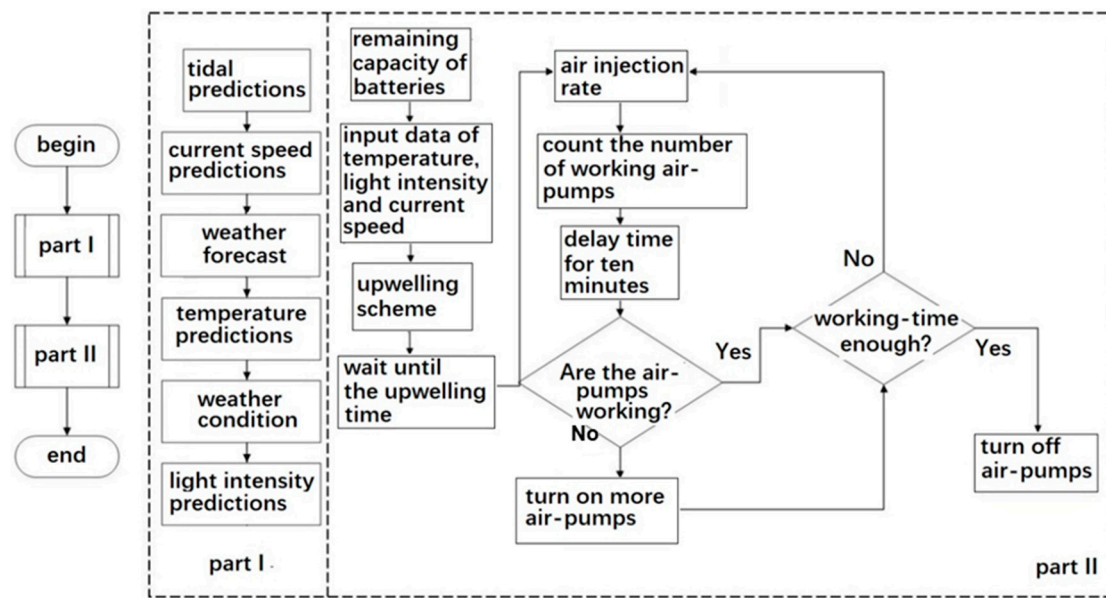 begin
part I
part II
end
tidal
predictions
current speed
predictions
weather
forecast
temperature
predictions
weather
condition
light intensity
predictions
part I
remaining
capacity of
batteries
input data of
temperature,
light intensity
and current
speed
upwelling
scheme
wait until
the upwelling
time
air injection
rate
count the number
of working air-
pumps
delay time
for ten
minutes
Are the air-
pumps
working?
Yes
No
turn on more
air-pumps
working-time
enough?
No
Yes
turn off
air-pumps
part II